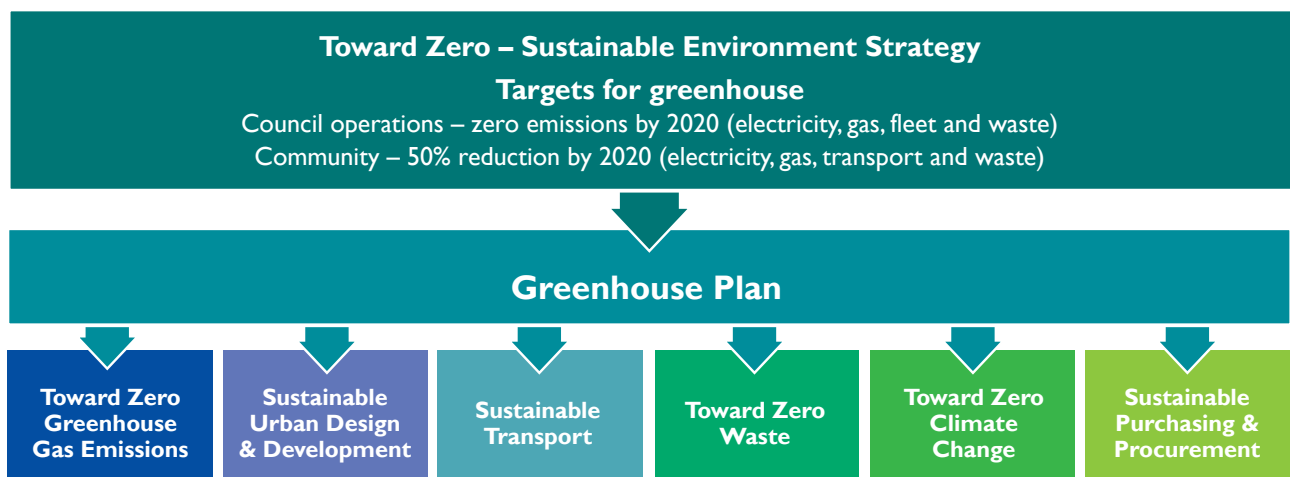 Toward Zero – Sustainable Environment Strategy
Targets for greenhouse
Council operations – zero emissions by 2020 (electricity, gas, fleet and waste)
Community – 50% reduction by 2020 (electricity, gas, transport and waste)
Greenhouse Plan
Toward Zero
Greenhouse
Gas Emissions
Sustainable
Urban Design
& Development
Sustainable
Transport
Toward Zero
Waste
Toward Zero
Climate
Change
Sustainable
Purchasing &
Procurement